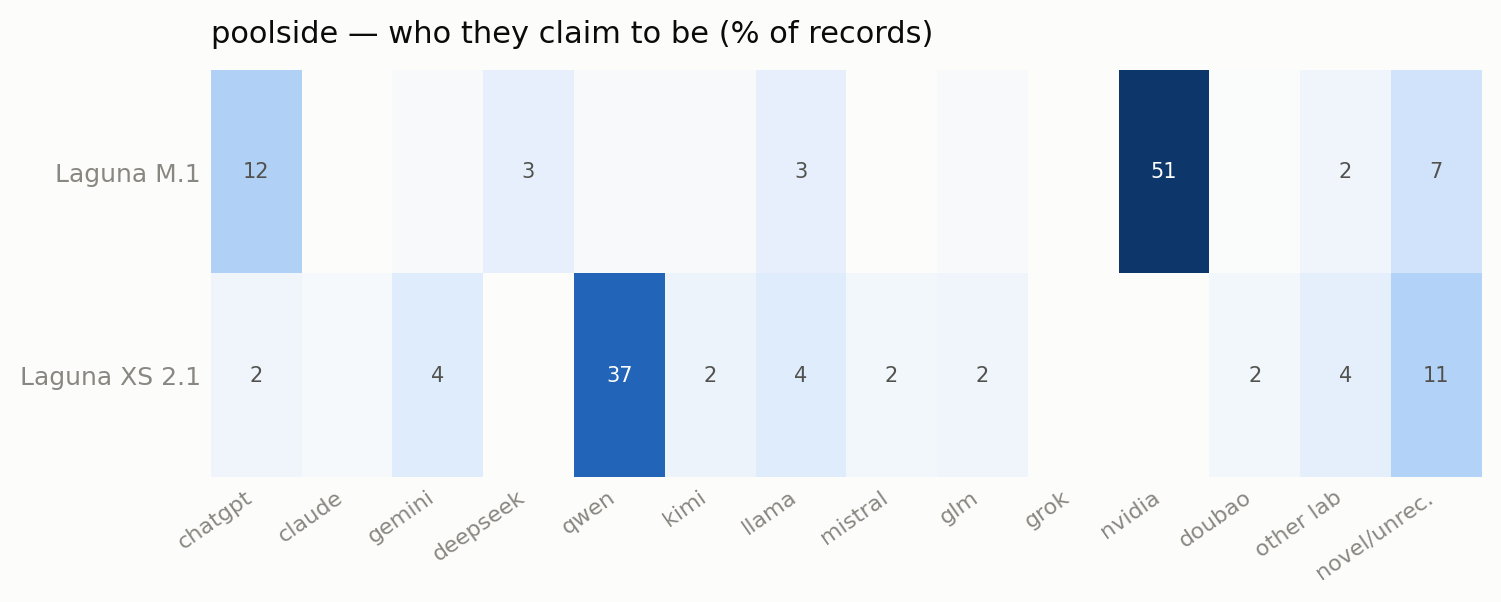 poolside — who they claim to be (% of records)
Laguna M.1 12 3 3 51 2 7
Laguna XS 2.1 2 4 37 2 4 2 2 2 4 11
chatgpt claude gemini deepseek qwen kimi llama mistral glm grok nvidia doubao other lab novel/unrec.